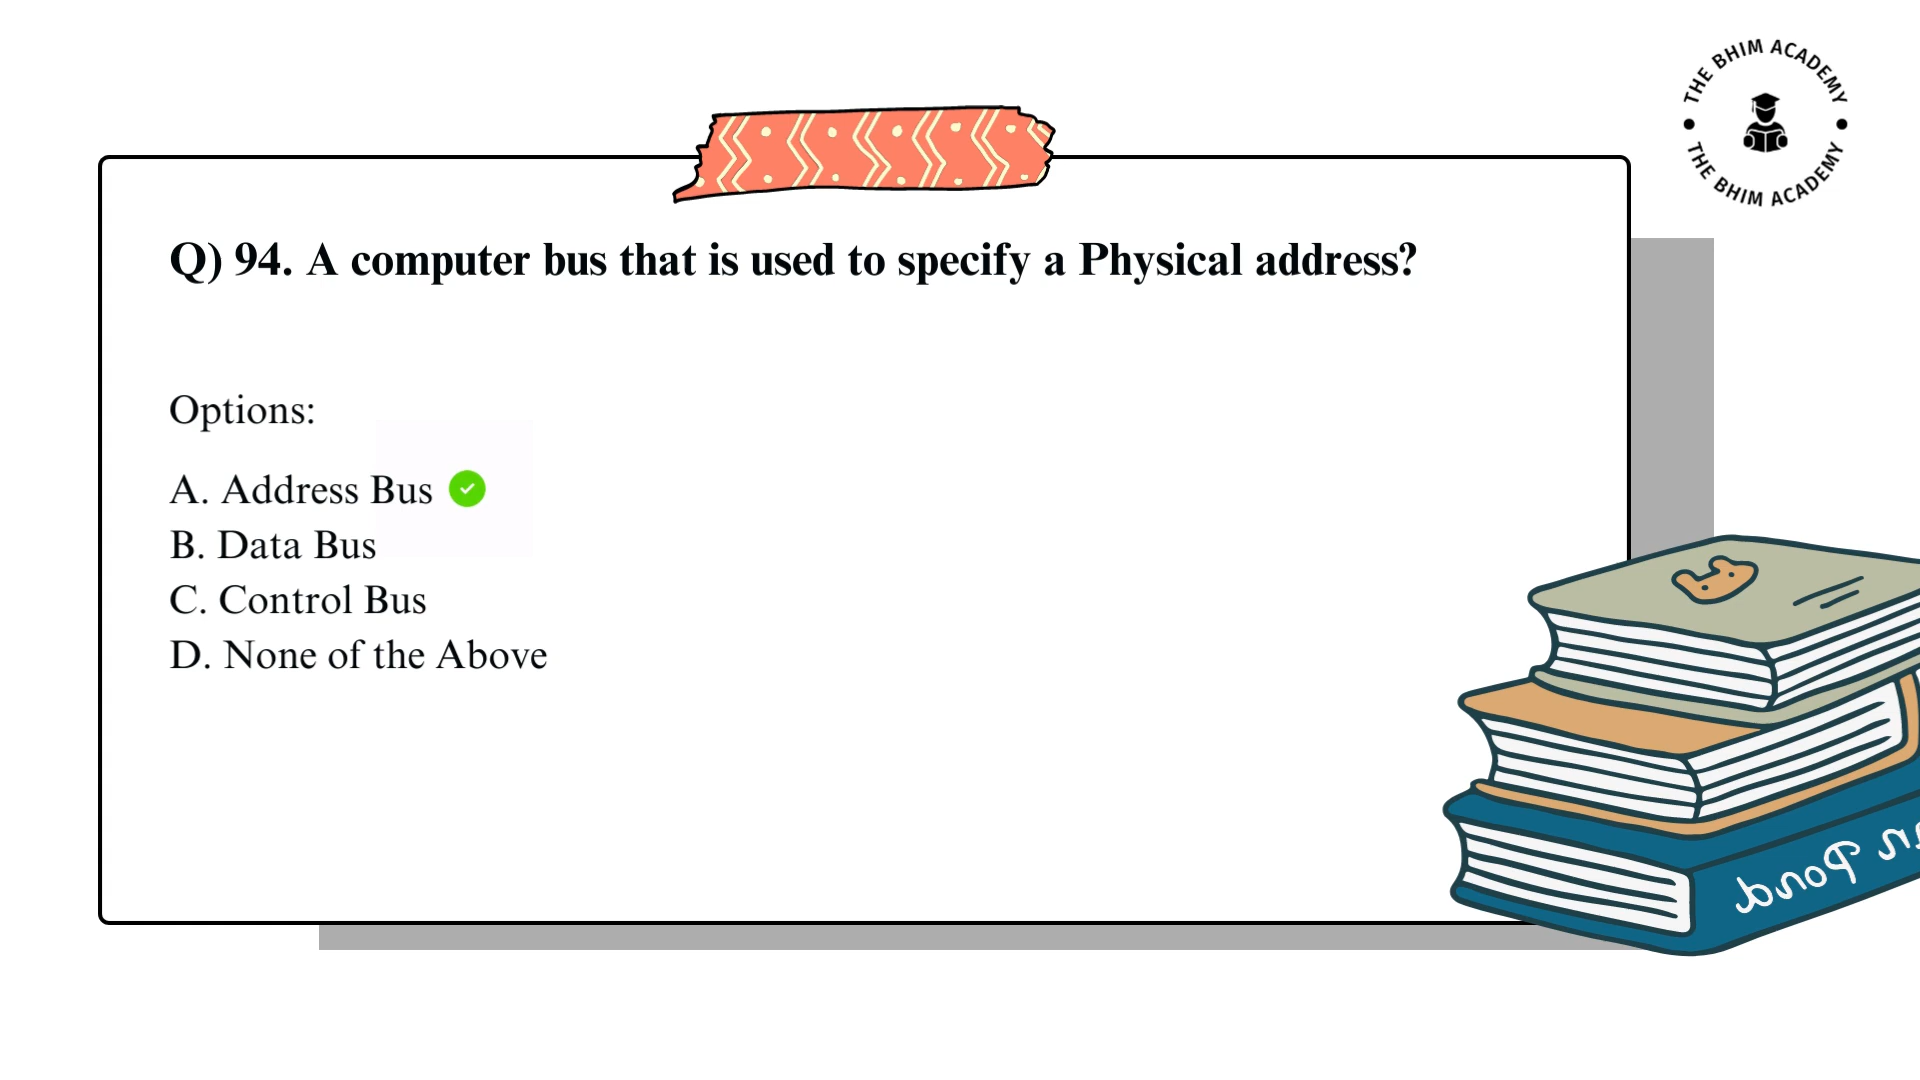 THE BHIM ACADEMY
THE BHIM ACADEMY
Q) 94. A computer bus that is used to specify a Physical address?
Options:
A. Address Bus
B. Data Bus
C. Control Bus
D. None of the Above
Pond